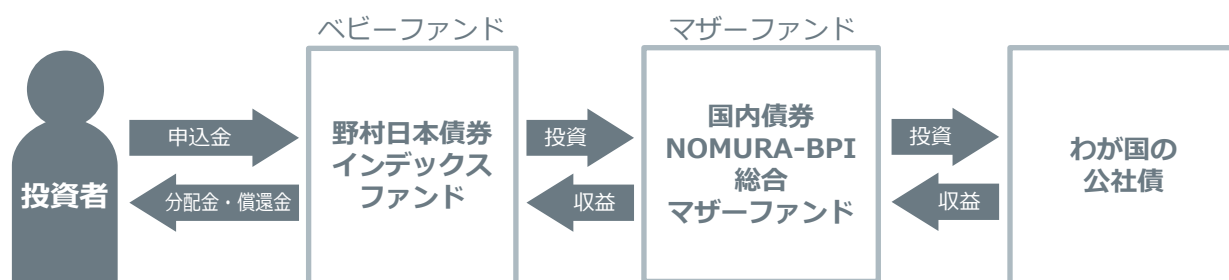 ベビーファンド
マザーファンド
投資者
申込金
分配金・償還金
野村日本債券
インデックス
ファンド
投資
収益
国内債券
NOMURA-BPI
総合
マザーファンド
投資
収益
わが国の
公社債